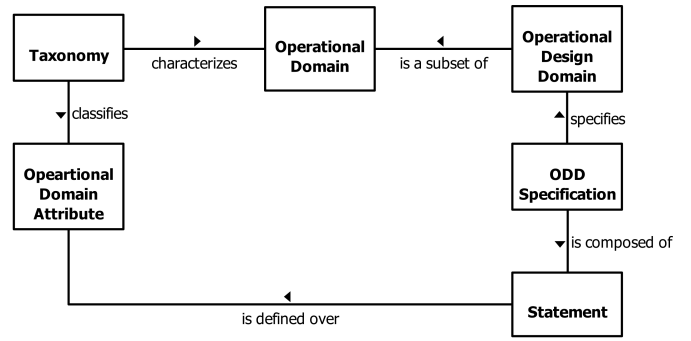 Taxonomy
characterizes
Operational
Domain
is a subset of
Operational
Design
Domain
classifies
specifies
Opeartional
Domain
Attribute
ODD
Specification
is composed of
is defined over
Statement